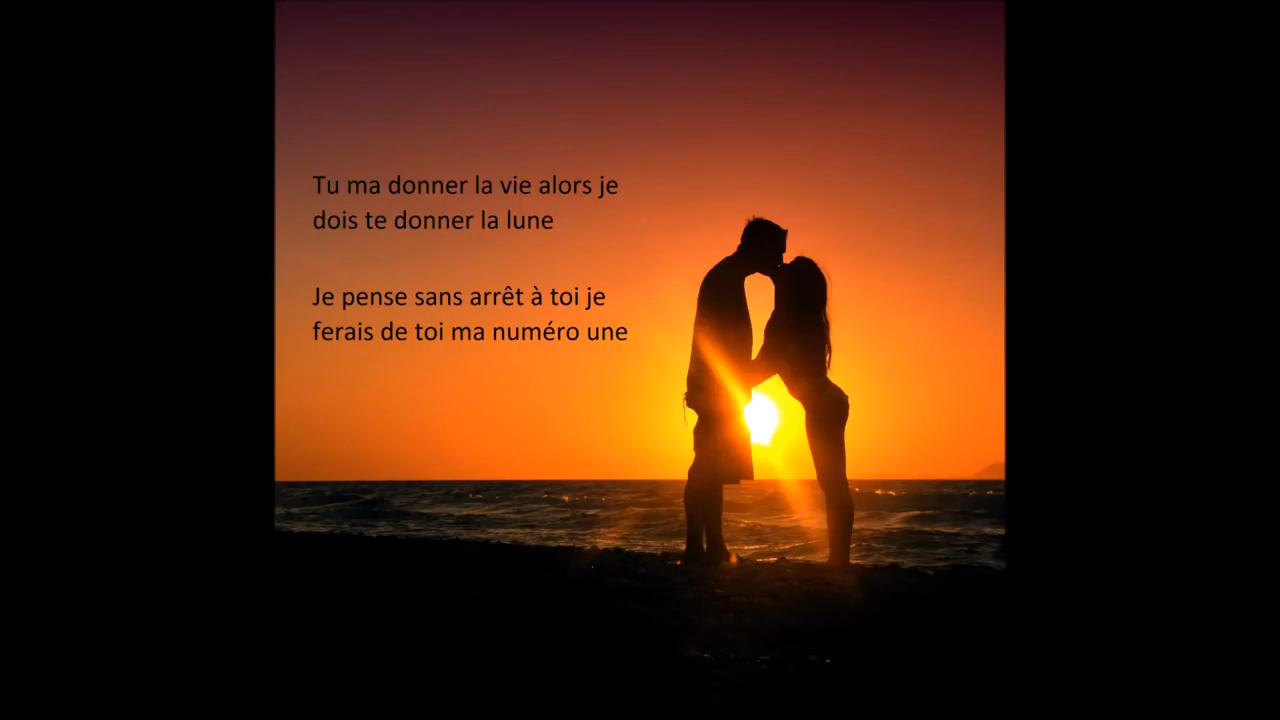 Tu ma donner la vie alors je
dois te donner la lune
Je pense sans arrêt à toi je
ferais de toi ma numéro une